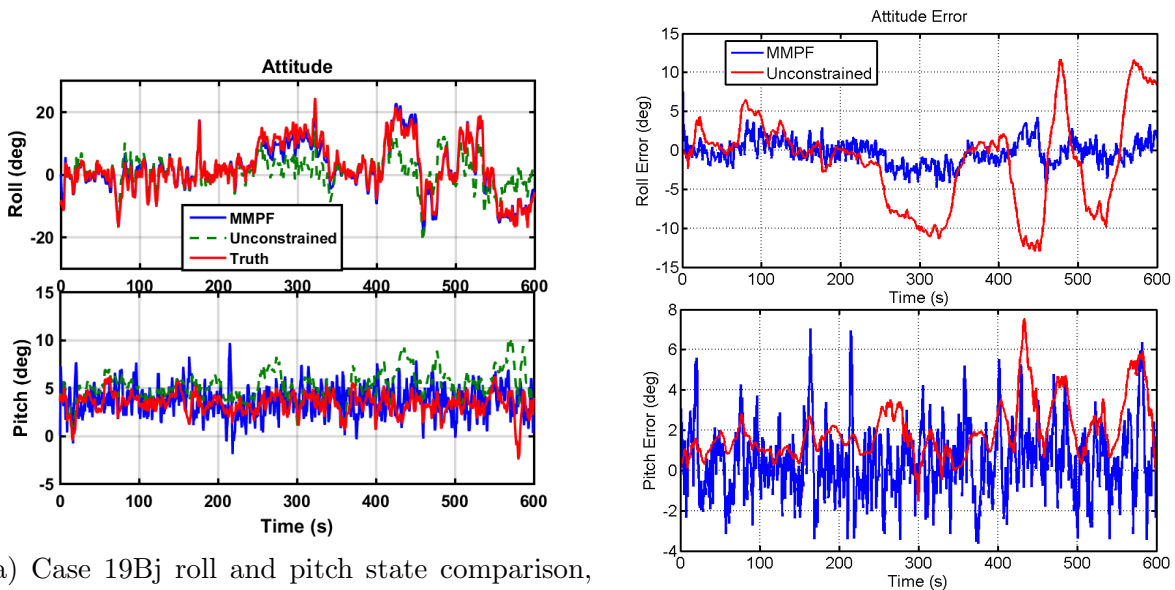 Attitude
20
0
-20
Roll (deg)
MMPF
Unconstrained
Truth
0 100 200 300 400 500 600
15
10
5
0
-5
Pitch (deg)
0 100 200 300 400 500 600
Time (s)
a) Case 19Bj roll and pitch state comparison,
Attitude Error
15
10
5
0
-5
-10
-15
Roll Error (deg)
MMPF
Unconstrained
0 100 200 300 400 500 600
Time (s)
8
6
4
2
0
-2
-4
Pitch Error (deg)
0 100 200 300 400 500 600
Time (s)